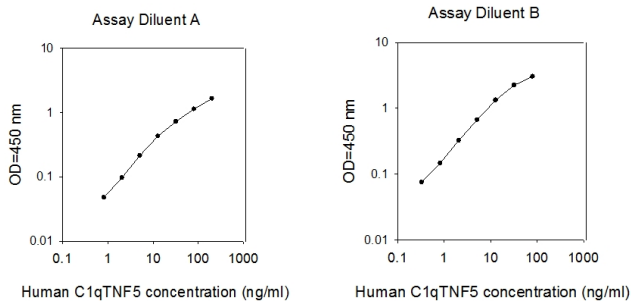 Assay Diluent A
10
1
0.1
0.01
OD=450 nm
0.1 1 10 100 1000
Human C1qTNF5 concentration (ng/ml)
Assay Diluent B
10
1
0.1
0.01
OD=450 nm
0.1 1 10 100 1000
Human C1qTNF5 concentration (ng/ml)